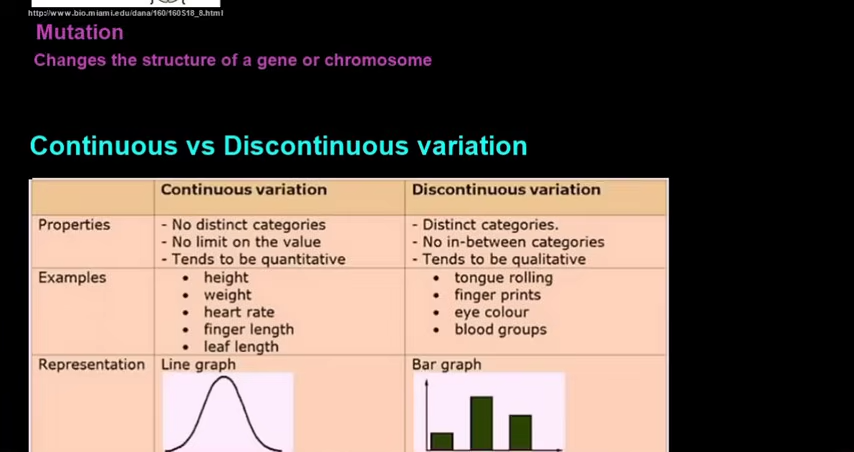 http://www.bio.miami.edu/dana/160/160S18_8.html
Mutation
Changes the structure of a gene or chromosome
Continuous vs Discontinuous variation
Continuous variation Discontinuous variation
Properties - No distinct categories - Distinct categories.
- No limit on the value - No in-between categories
- Tends to be quantitative - Tends to be qualitative
Examples • height • tongue rolling
• weight • finger prints
• heart rate • eye colour
• finger length • blood groups
• leaf length
Representation Line graph Bar graph